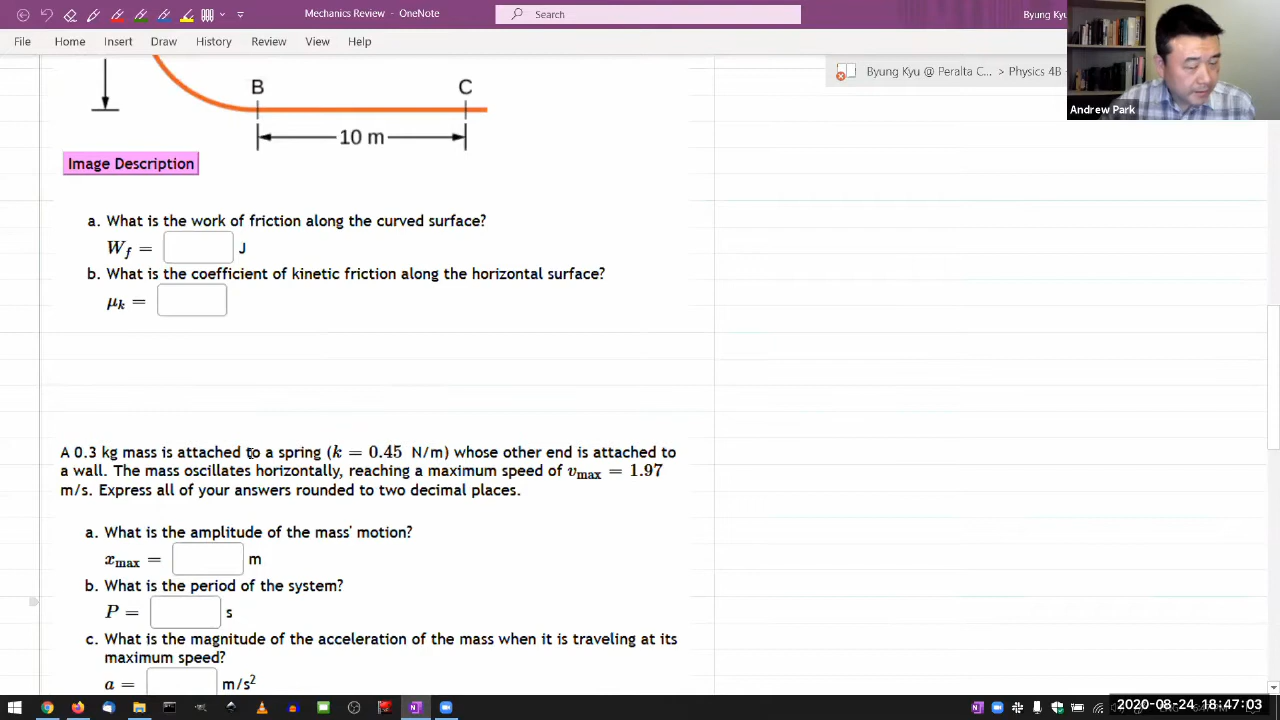 Mechanics Review - OneNote
Search
Byung Kyu
File Home Insert Draw History Review View Help
Byung Kyu @ Peralta C... > Physics 4B
Andrew Park
B C
10 m
Image Description
a. What is the work of friction along the curved surface?
W_f = J
b. What is the coefficient of kinetic friction along the horizontal surface?
μ_k =
A 0.3 kg mass is attached to a spring (k = 0.45 N/m) whose other end is attached to
a wall. The mass oscillates horizontally, reaching a maximum speed of v_max = 1.97
m/s. Express all of your answers rounded to two decimal places.
a. What is the amplitude of the mass' motion?
x_max = m
b. What is the period of the system?
P = s
c. What is the magnitude of the acceleration of the mass when it is traveling at its
maximum speed?
a = m/s²
2020-08-24 18:47:03